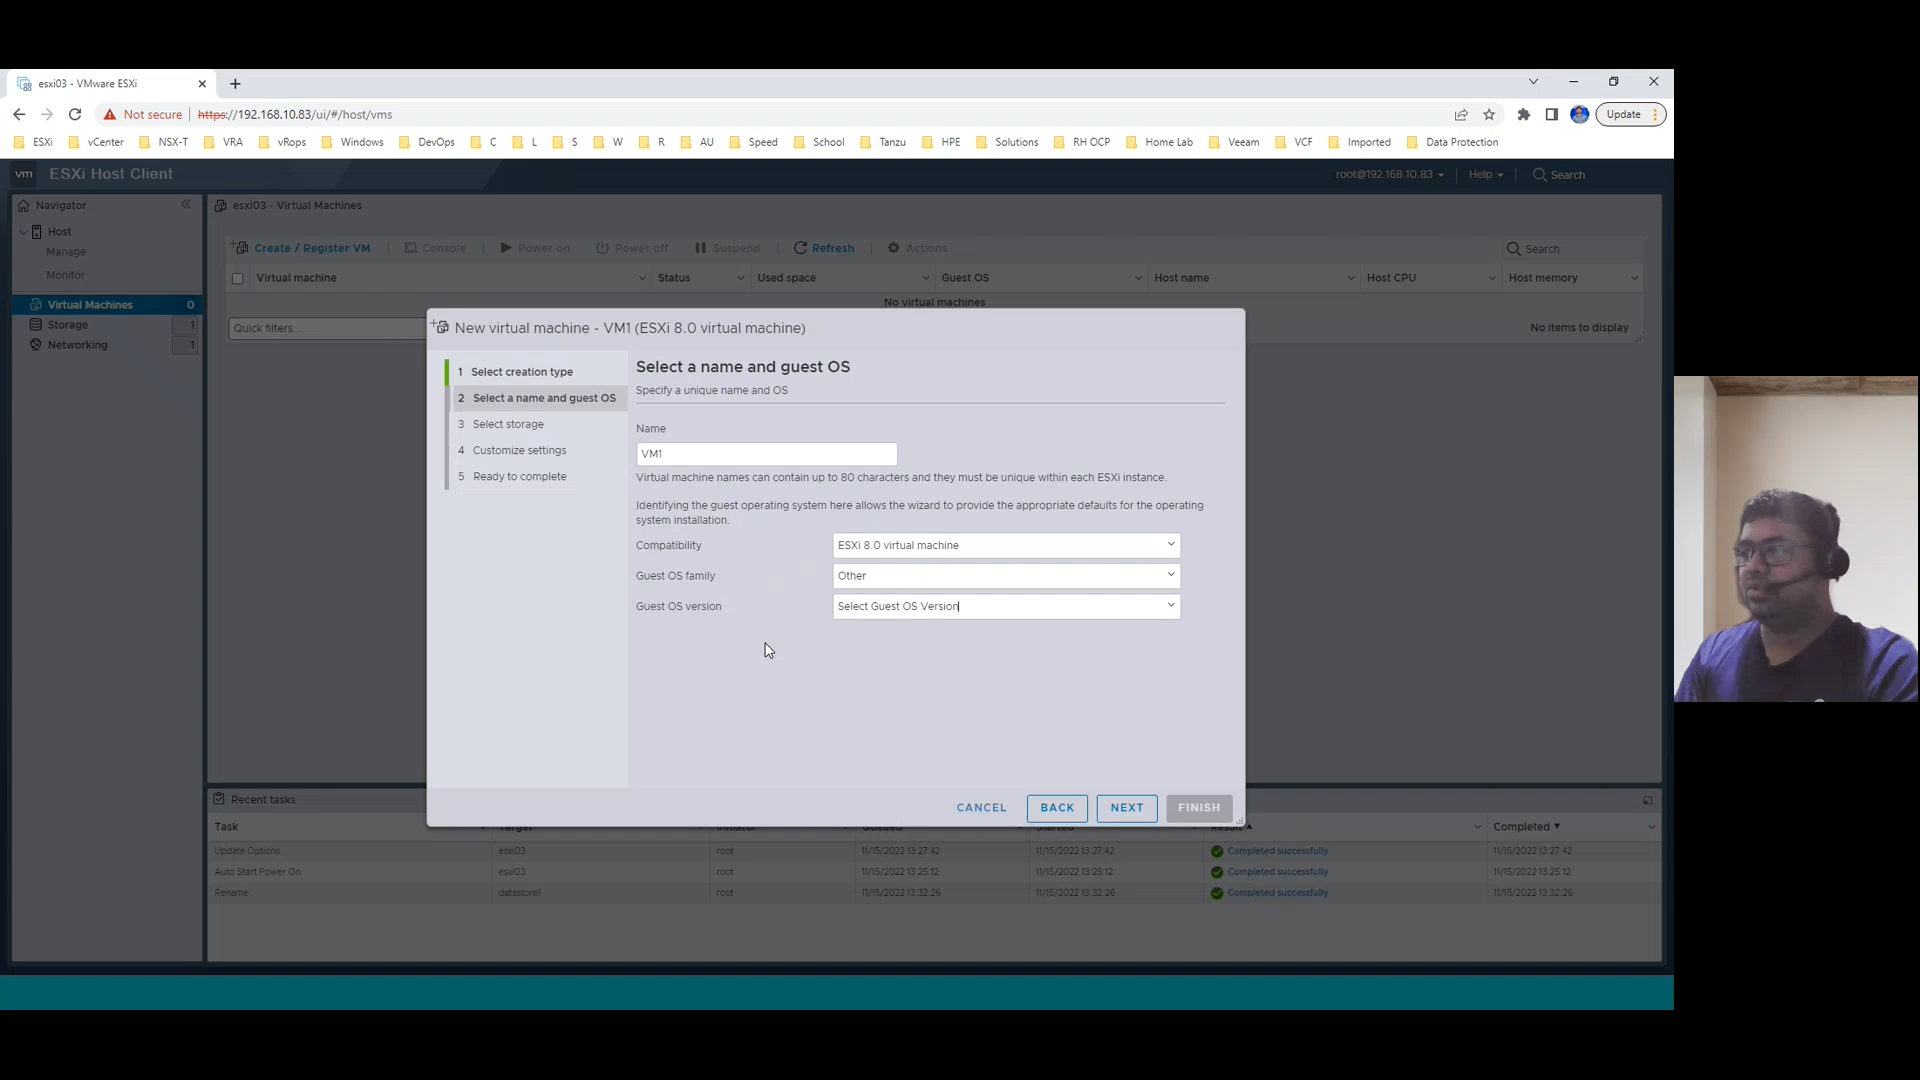 esxi03 - VMware ESXi
Not secure https://192.168.10.83/ui/#/host/vms Update
ESXi vCenter NSX-T VRA vRops Windows DevOps C L S W R AU Speed School Tanzu HPE Solutions RH OCP Home Lab Veeam VCF Imported Data Protection
vm ESXi Host Client root@192.168.10.83 Help Search
Navigator
Host
Manage
Monitor
Virtual Machines 0
Storage 1
Networking 1
esxi03 - Virtual Machines
Create / Register VM Console Power on Power off Suspend Refresh Actions Search
Virtual machine Status Used space Guest OS Host name Host CPU Host memory
No virtual machines
Quick filters... No items to display
New virtual machine - VM1 (ESXi 8.0 virtual machine)
1 Select creation type
2 Select a name and guest OS
3 Select storage
4 Customize settings
5 Ready to complete
Select a name and guest OS
Specify a unique name and OS
Name
VM1
Virtual machine names can contain up to 80 characters and they must be unique within each ESXi instance.
Identifying the guest operating system here allows the wizard to provide the appropriate defaults for the operating
system installation.
Compatibility ESXi 8.0 virtual machine
Guest OS family Other
Guest OS version Select Guest OS Version
CANCEL BACK NEXT FINISH
Recent tasks
Task Target Initiator Queued Started Result Completed
Update Options esxi03 root 11/15/2022 13:27:42 11/15/2022 13:27:42 Completed successfully 11/15/2022 13:27:42
Auto Start Power On esxi03 root 11/15/2022 13:25:12 11/15/2022 13:25:12 Completed successfully 11/15/2022 13:25:12
Rename datastore1 root 11/15/2022 13:32:26 11/15/2022 13:32:26 Completed successfully 11/15/2022 13:32:26